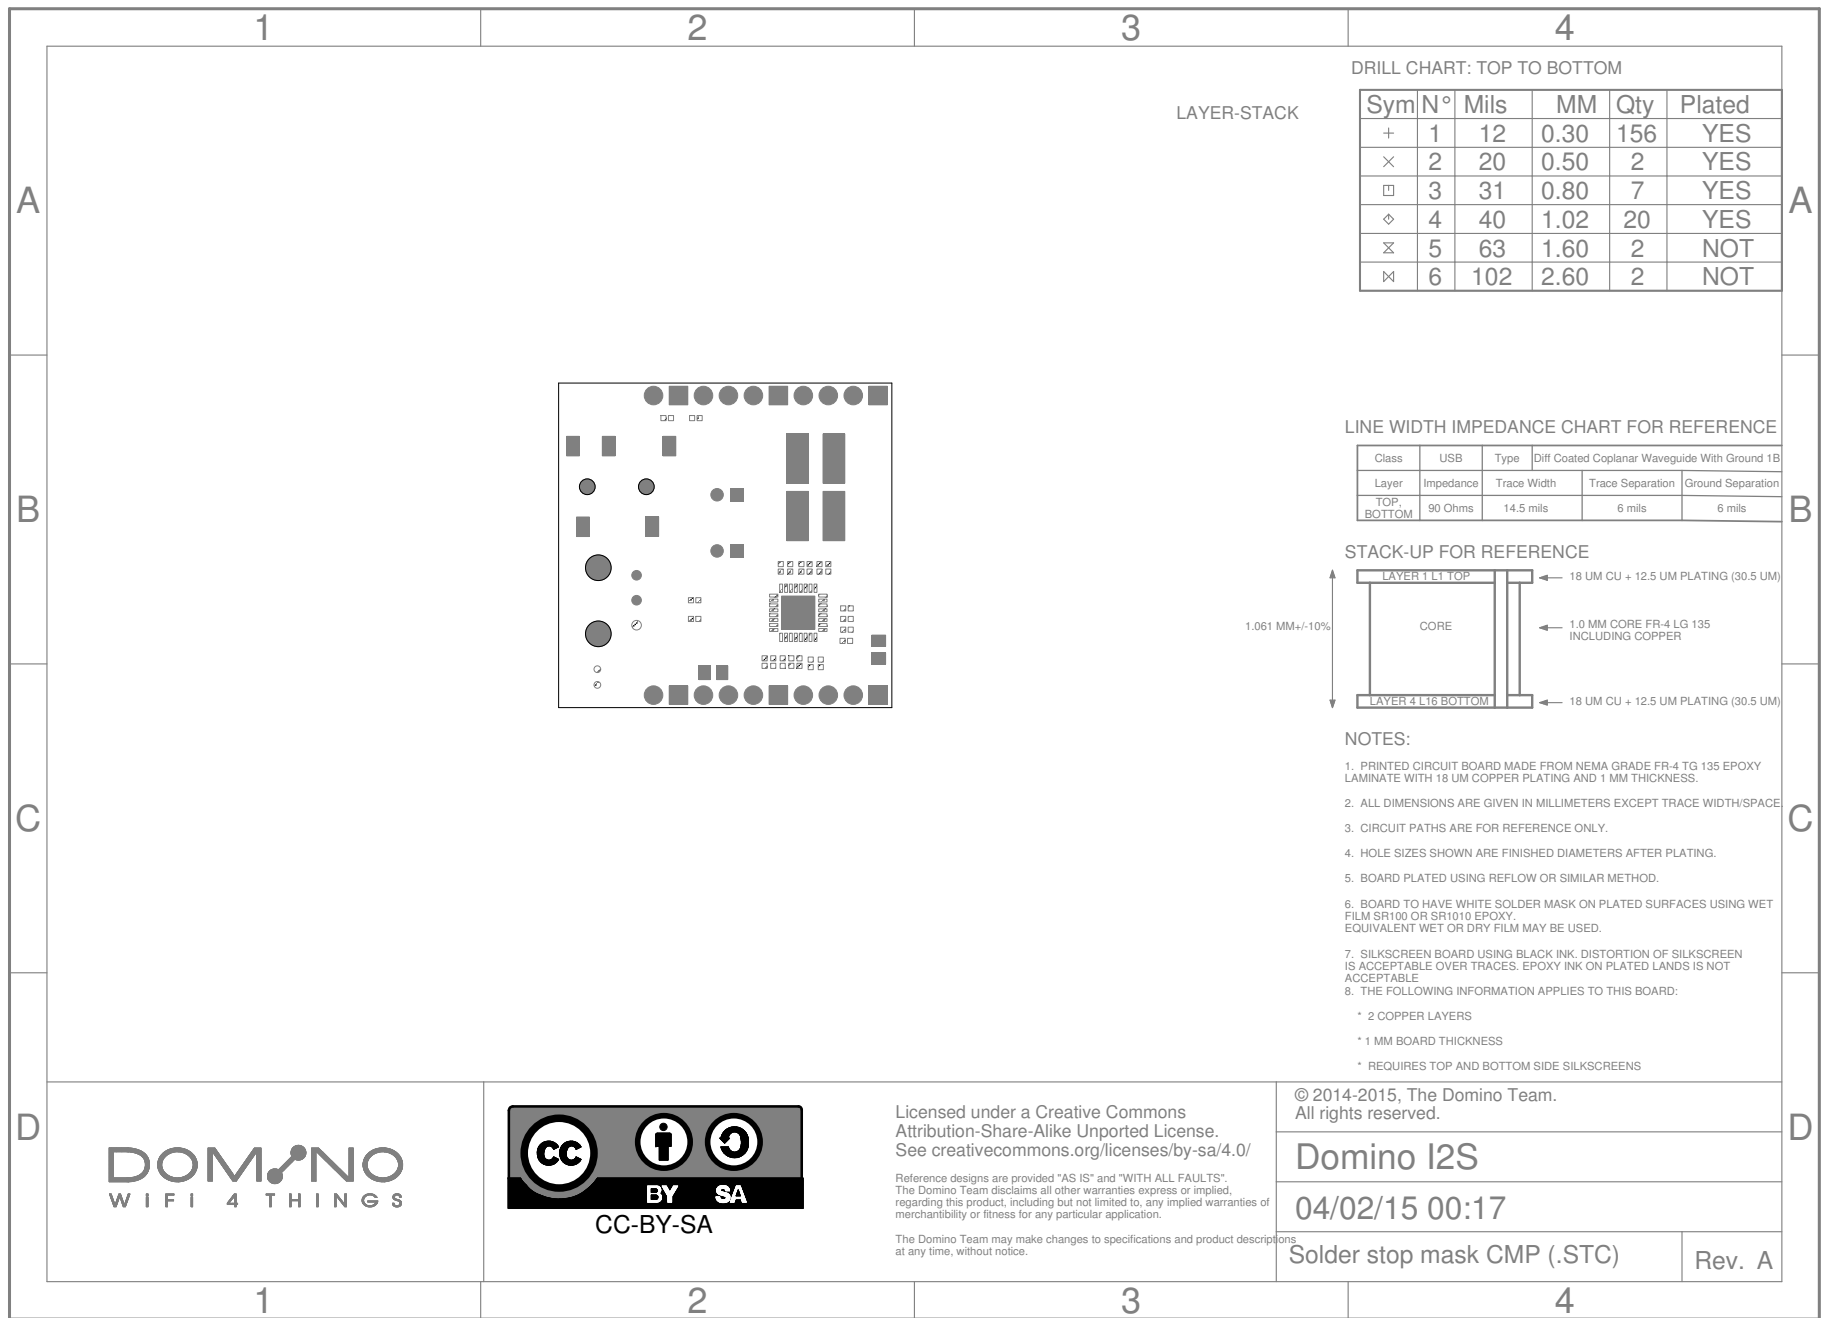 1 2 3 4
A
B
C
D
A
B
C
D
LAYER-STACK
DRILL CHART: TOP TO BOTTOM
Sym N° Mils MM Qty Plated
+ 1 12 0.30 156 YES
× 2 20 0.50 2 YES
3 31 0.80 7 YES
4 40 1.02 20 YES
5 63 1.60 2 NOT
6 102 2.60 2 NOT
LINE WIDTH IMPEDANCE CHART FOR REFERENCE
Class USB Type Diff Coated Coplanar Waveguide With Ground 1B
Layer Impedance Trace Width Trace Separation Ground Separation
TOP, BOTTOM 90 Ohms 14.5 mils 6 mils 6 mils
STACK-UP FOR REFERENCE
LAYER 1 L1 TOP 18 UM CU + 12.5 UM PLATING (30.5 UM)
1.061 MM+/-10% CORE 1.0 MM CORE FR-4 LG 135
INCLUDING COPPER
LAYER 4 L16 BOTTOM 18 UM CU + 12.5 UM PLATING (30.5 UM)
NOTES:
1. PRINTED CIRCUIT BOARD MADE FROM NEMA GRADE FR-4 TG 135 EPOXY
LAMINATE WITH 18 UM COPPER PLATING AND 1 MM THICKNESS.
2. ALL DIMENSIONS ARE GIVEN IN MILLIMETERS EXCEPT TRACE WIDTH/SPACE
3. CIRCUIT PATHS ARE FOR REFERENCE ONLY.
4. HOLE SIZES SHOWN ARE FINISHED DIAMETERS AFTER PLATING.
5. BOARD PLATED USING REFLOW OR SIMILAR METHOD.
6. BOARD TO HAVE WHITE SOLDER MASK ON PLATED SURFACES USING WET
FILM SR100 OR SR1010 EPOXY.
EQUIVALENT WET OR DRY FILM MAY BE USED.
7. SILKSCREEN BOARD USING BLACK INK. DISTORTION OF SILKSCREEN
IS ACCEPTABLE OVER TRACES. EPOXY INK ON PLATED LANDS IS NOT
ACCEPTABLE
8. THE FOLLOWING INFORMATION APPLIES TO THIS BOARD:
* 2 COPPER LAYERS
* 1 MM BOARD THICKNESS
* REQUIRES TOP AND BOTTOM SIDE SILKSCREENS
DOMINO
WIFI 4 THINGS
cc
BY SA
CC-BY-SA
Licensed under a Creative Commons
Attribution-Share-Alike Unported License.
See creativecommons.org/licenses/by-sa/4.0/
Reference designs are provided "AS IS" and "WITH ALL FAULTS".
The Domino Team disclaims all other warranties express or implied,
regarding this product, including but not limited to, any implied warranties of
merchantibility or fitness for any particular application.
The Domino Team may make changes to specifications and product descriptions
at any time, without notice.
© 2014-2015, The Domino Team.
All rights reserved.
Domino I2S
04/02/15 00:17
Solder stop mask CMP (.STC)
Rev. A
1 2 3 4